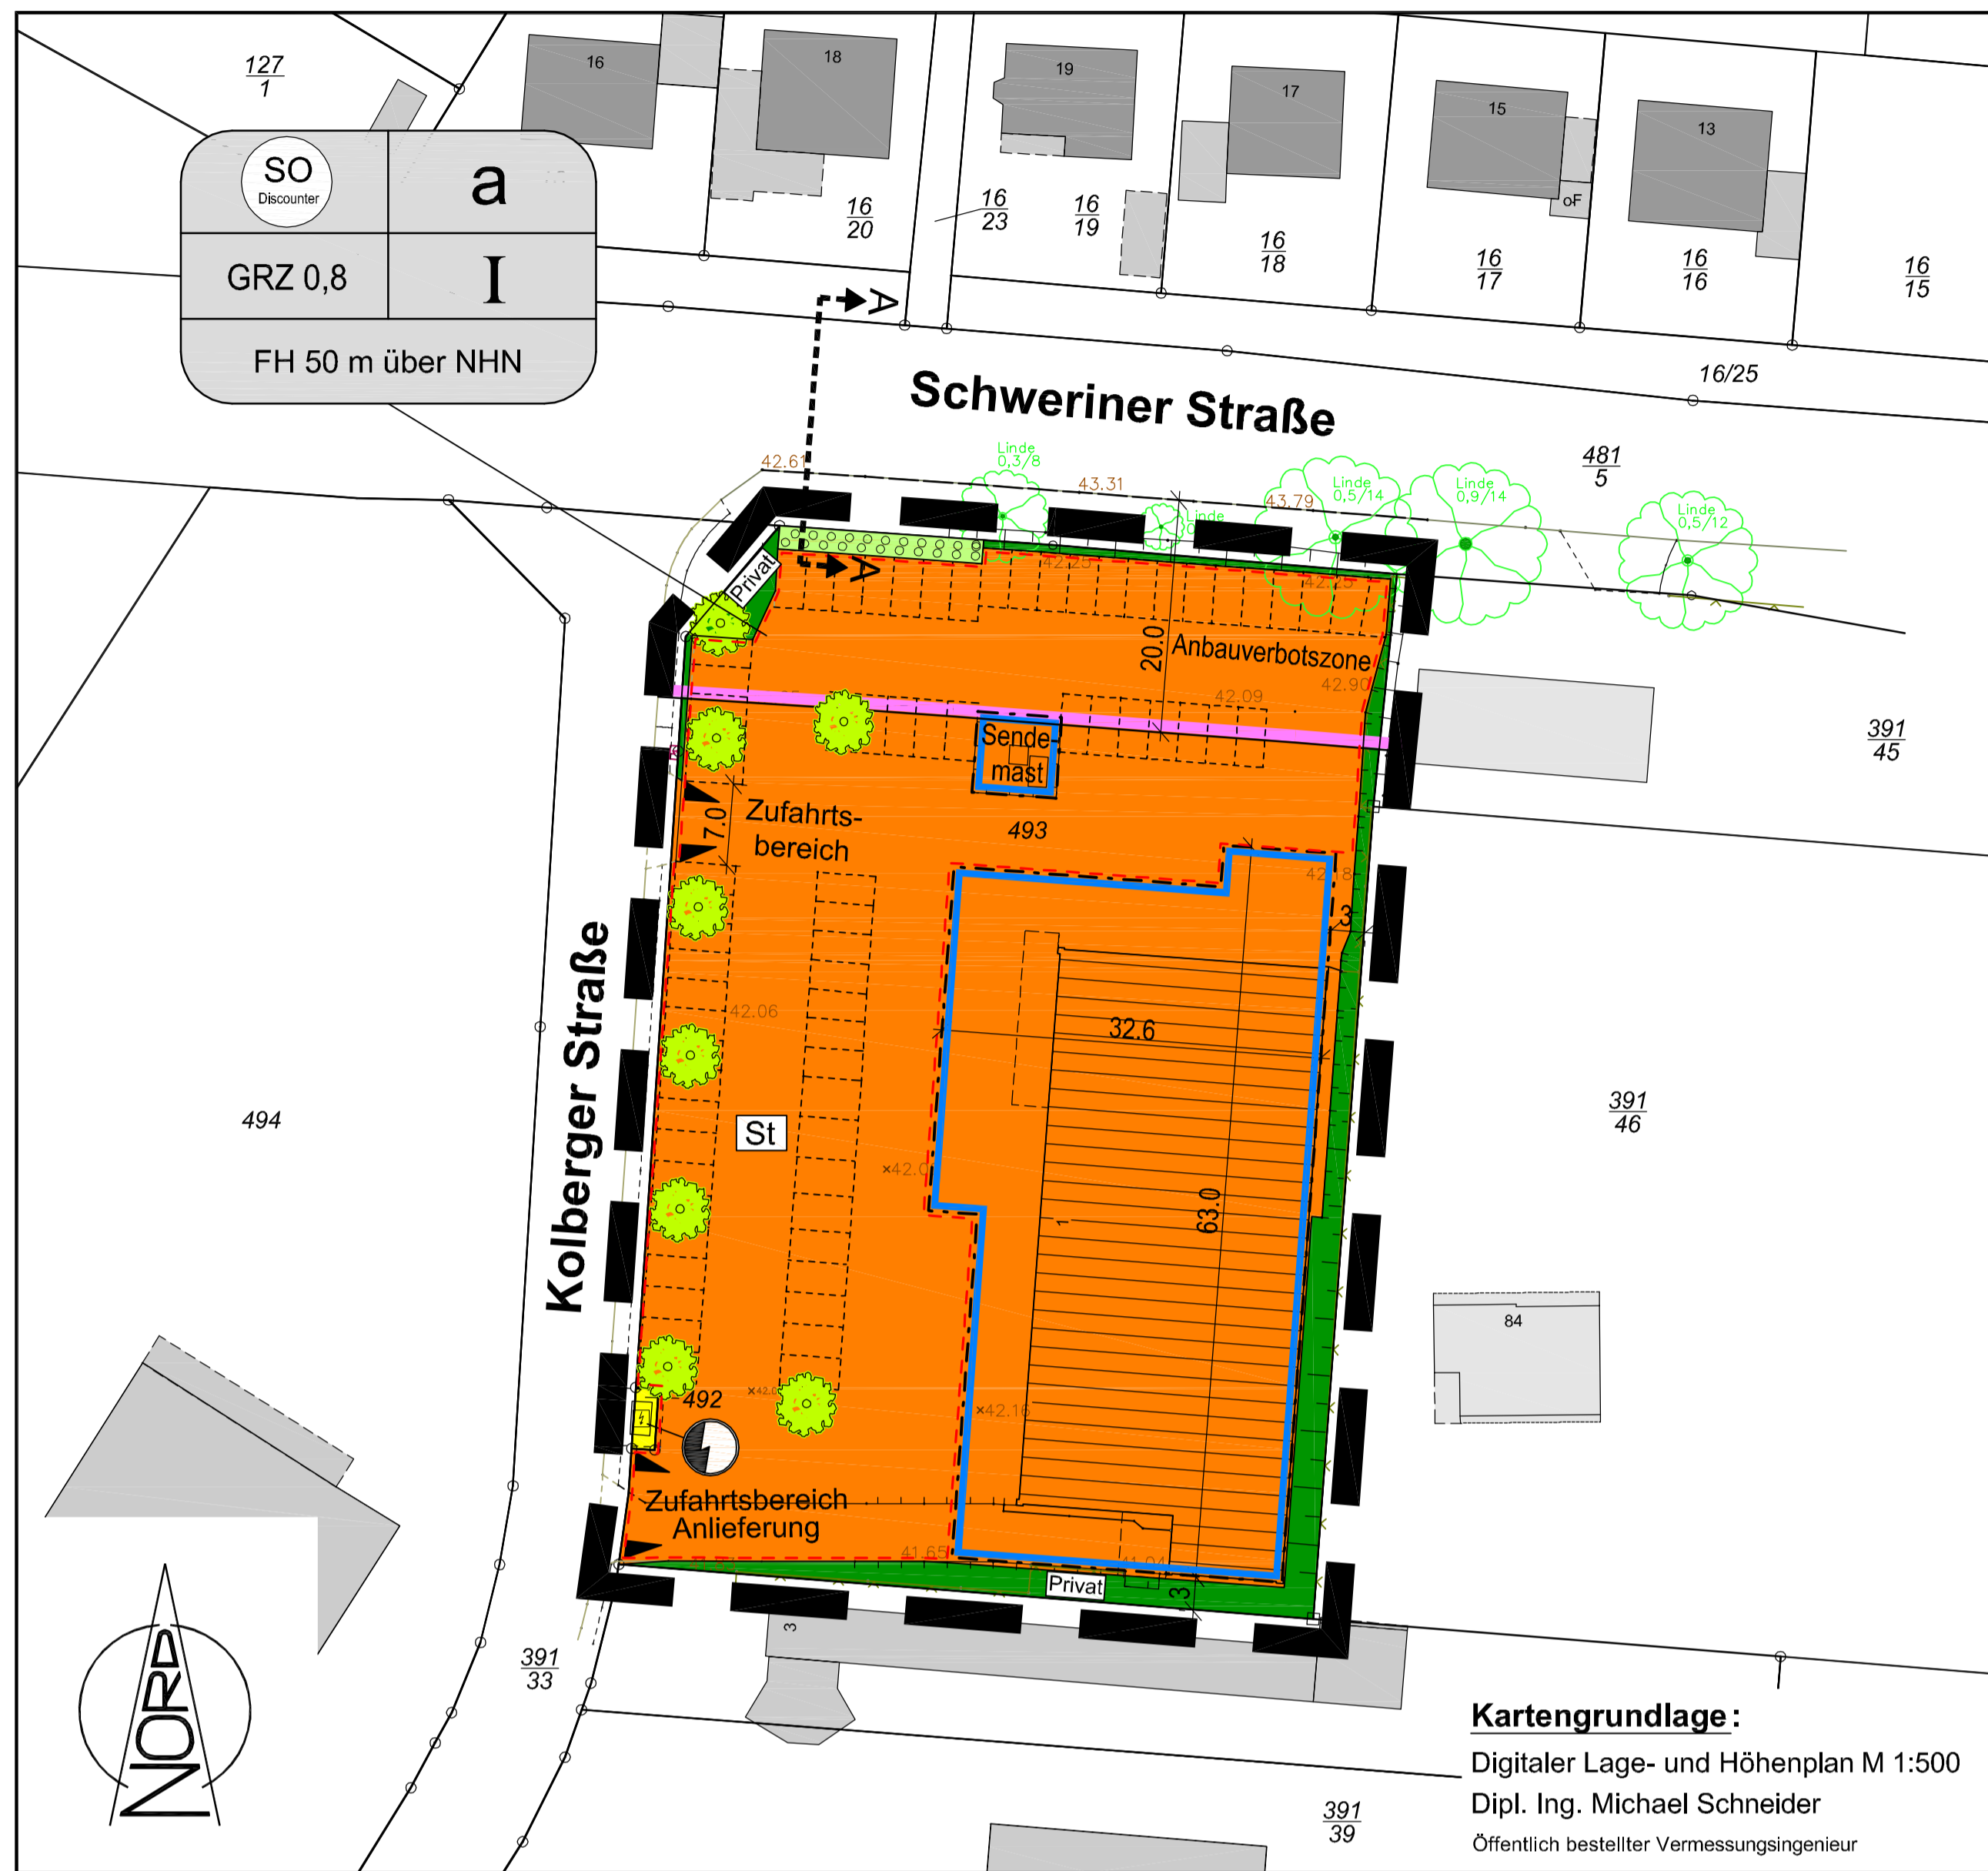 127
1
16
18
19
17
15
13
oF
SO
Discounter
a
GRZ 0,8
I
FH 50 m über NHN
16
20
16
23
16
19
16
18
16
17
16
16
16
15
16/25
A
Schweriner Straße
481
5
Linde
0,3/8
Linde
Linde
0,5/14
Linde
0,9/14
Linde
0,5/12
42.61
43.31
43.79
42.25
42.25
Privat
A
20.0
Anbauverbotszone
42.90
42.09
391
45
Sende-
mast
493
7.0
Zufahrts-
bereich
42.18
3
Kolberger Straße
42.06
32.6
494
St
391
46
63.0
1
84
492
42.16
Zufahrtsbereich
Anlieferung
41.65
41.04
Privat
3
3
391
33
NORD
391
39
Kartengrundlage:
Digitaler Lage- und Höhenplan M 1:500
Dipl. Ing. Michael Schneider
Öffentlich bestellter Vermessungsingenieur